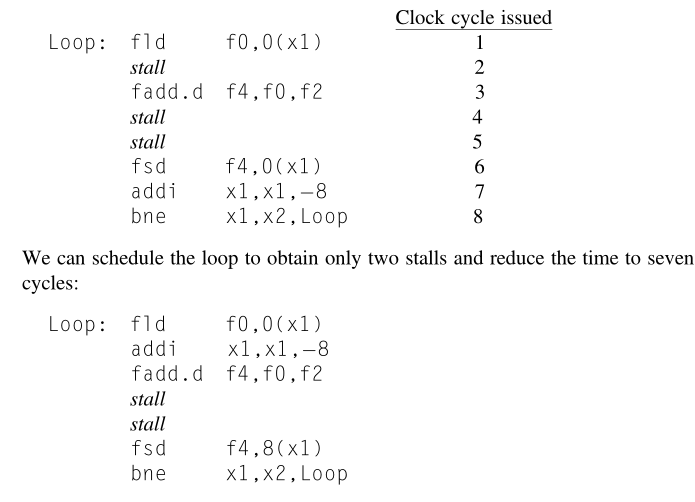 Clock cycle issued
Loop: fld f0,0(x1) 1
stall 2
fadd.d f4,f0,f2 3
stall 4
stall 5
fsd f4,0(x1) 6
addi x1,x1,−8 7
bne x1,x2,Loop 8
We can schedule the loop to obtain only two stalls and reduce the time to seven
cycles:
Loop: fld f0,0(x1)
addi x1,x1,−8
fadd.d f4,f0,f2
stall
stall
fsd f4,8(x1)
bne x1,x2,Loop